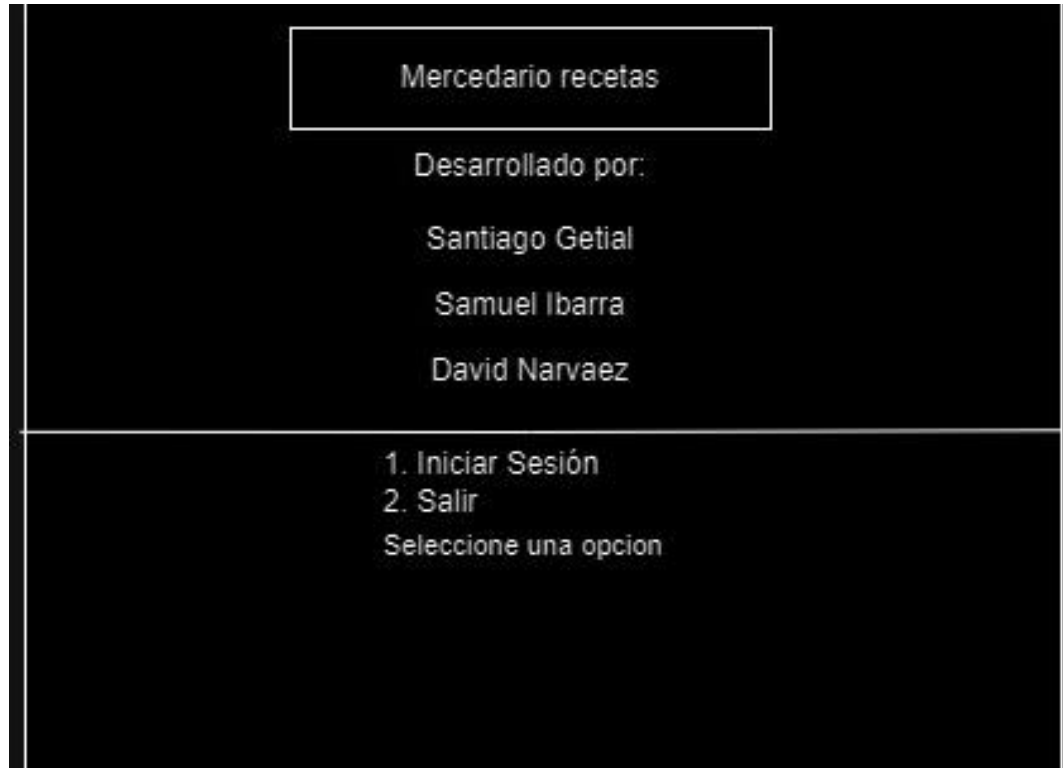 Mercedario recetas
Desarrollado por:
Santiago Getial
Samuel Ibarra
David Narvaez
1. Iniciar Sesión
2. Salir
Seleccione una opcion